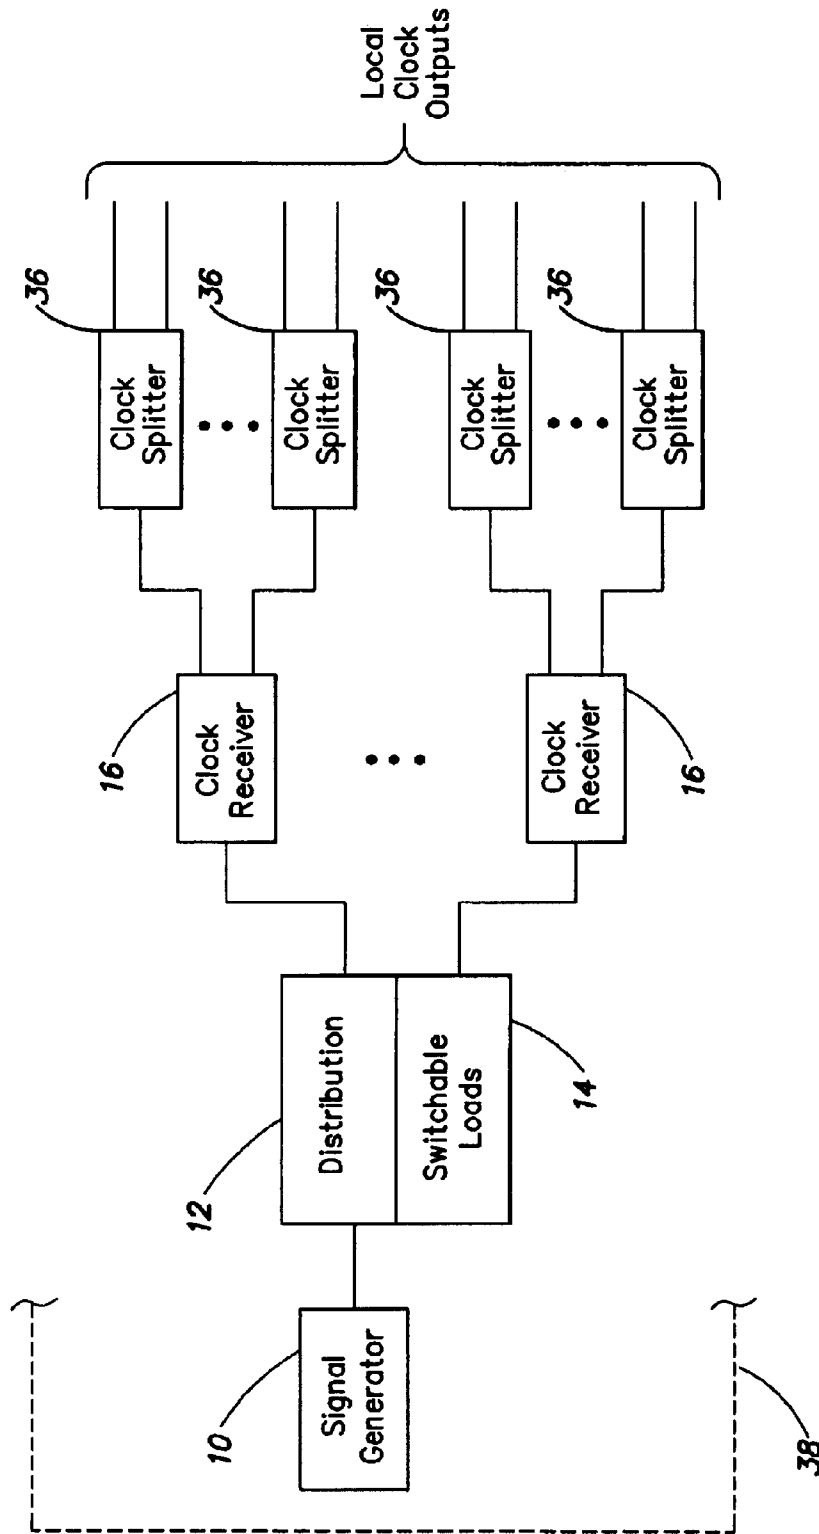 38
10
Signal
Generator
12
Distribution
Switchable
Loads
14
16
Clock
Receiver
Clock
Receiver
16
36
Clock
Splitter
36
Clock
Splitter
36
Clock
Splitter
36
Clock
Splitter
Local
Clock
Outputs